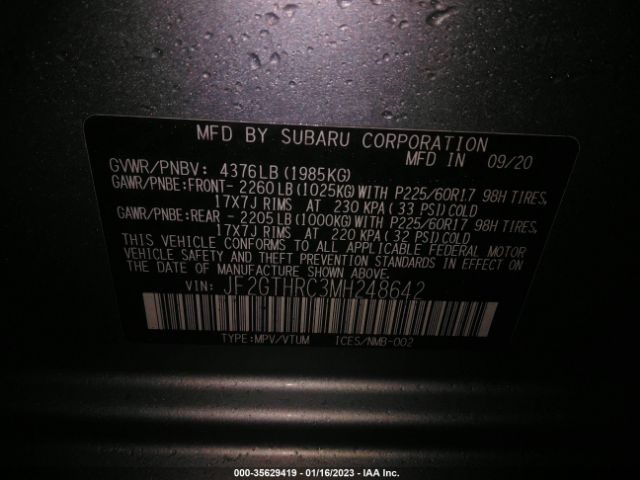 MFD BY SUBARU CORPORATION
MFD IN 09/20
GVWR/PNBV: 4376LB(1985KG)
GAWR/PNBE:FRONT- 2260LB(1025KG)WITH P225/60R17 98H TIRES,
17X7J RIMS AT 230 KPA(33 PSI)COLD
GAWR/PNBE:REAR - 2205LB(1000KG)WITH P225/60R17 98H TIRES,
17X7J RIMS AT 220 KPA(32 PSI)COLD
THIS VEHICLE CONFORMS TO ALL APPLICABLE FEDERAL MOTOR
VEHICLE SAFETY AND THEFT PREVENTION STANDARDS IN EFFECT
ON THE DATE OF MANUFACTURE SHOWN ABOVE.
VIN: JF2GTHRC3MH248642
TYPE:MPV/VTUM ICES/NMB-002
000-35629419 - 01/16/2023 - IAA Inc.